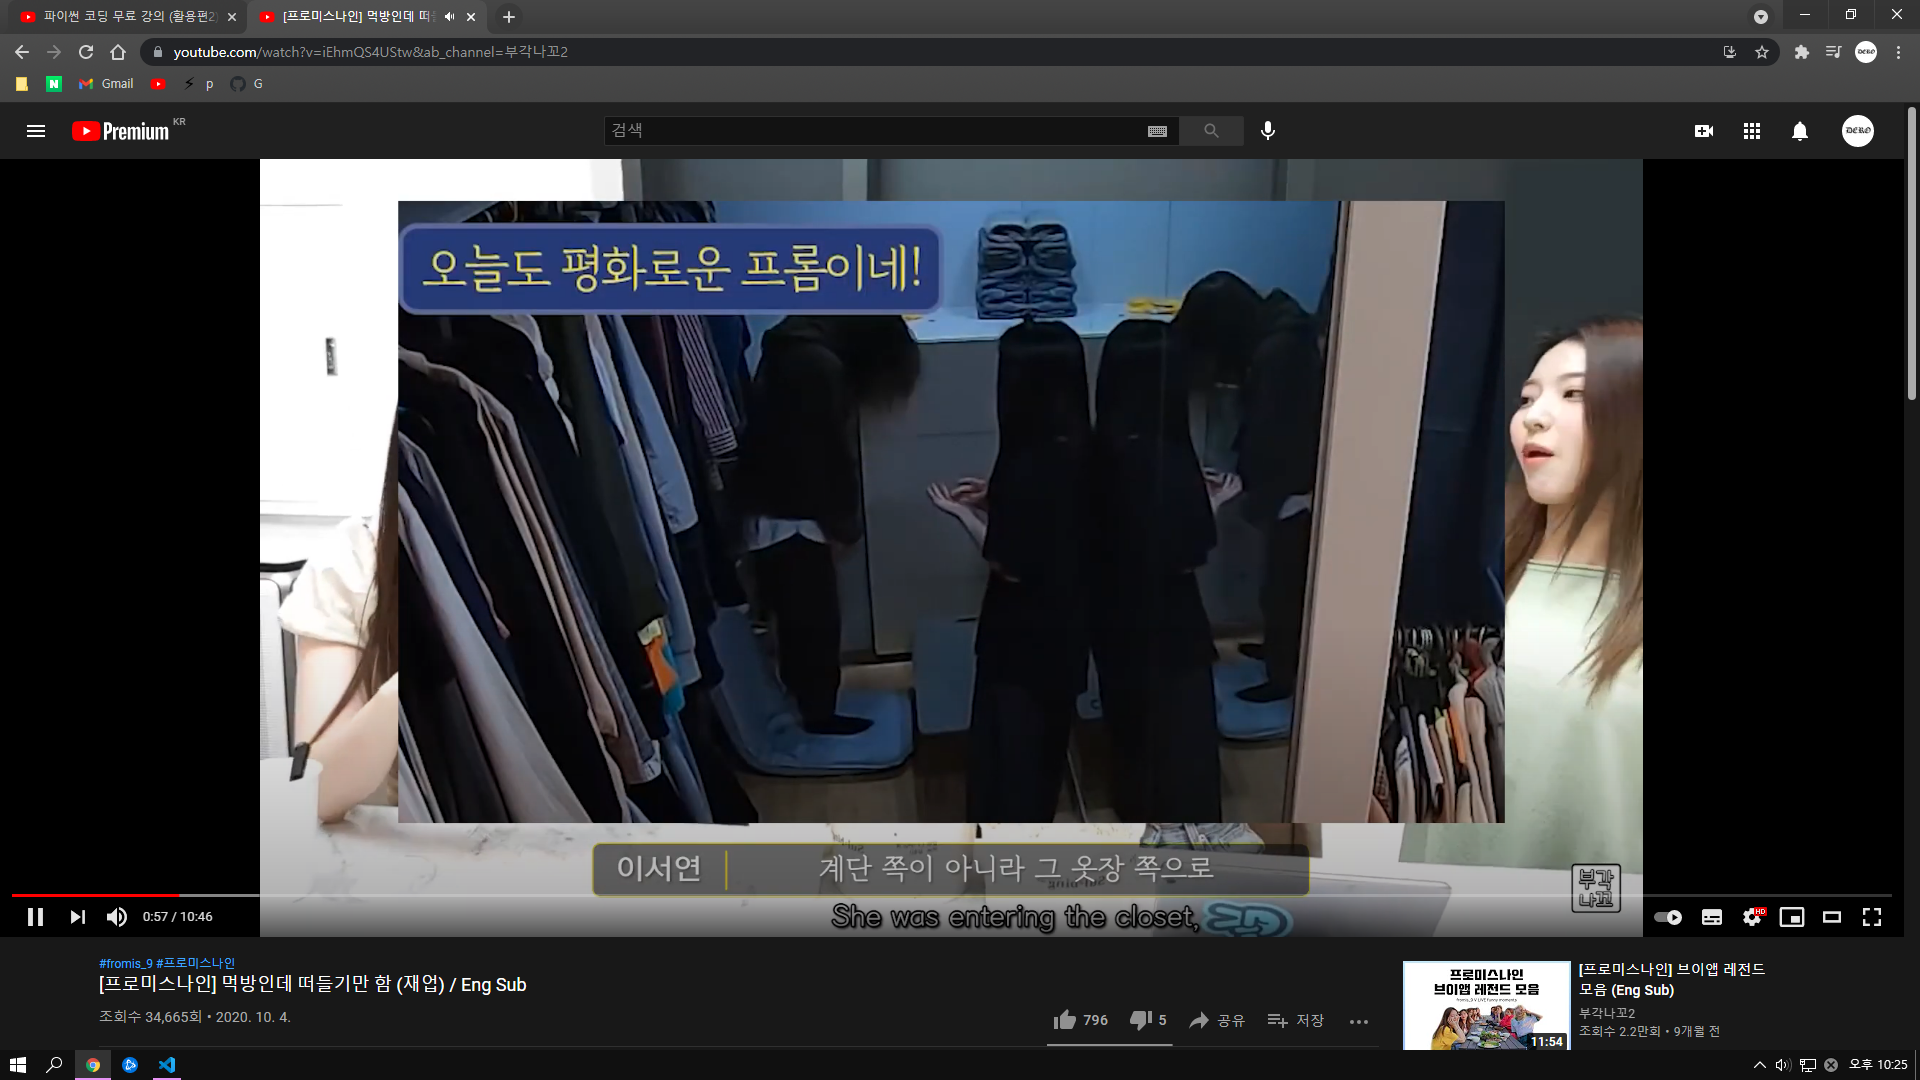 파이썬 코딩 무료 강의 (활용편2)
[프로미스나인] 먹방인데 떠들
youtube.com/watch?v=iEhmQS4UStw&ab_channel=부각나꼬2
N
Gmail
p
G
Premium KR
검색
DERO
오늘도 평화로운 프롬이네!
이서연 계단 쪽이 아니라 그 옷장 쪽으로
부각
나꼬
She was entering the closet,
0:57 / 10:46
HD
#fromis_9 #프로미스나인
[프로미스나인] 먹방인데 떠들기만 함 (재업) / Eng Sub
조회수 34,665회 • 2020. 10. 4.
796
5
공유
저장
프로미스나인
브이앱 레전드 모음
fromis_9 V LIVE funny moments
11:54
[프로미스나인] 브이앱 레전드
모음 (Eng Sub)
부각나꼬2
조회수 2.2만회 • 9개월 전
오후 10:25